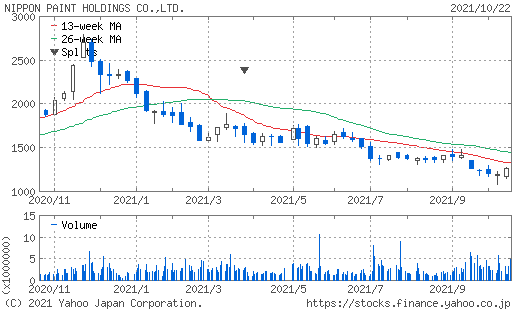 NIPPON PAINT HOLDINGS CO.,LTD. 2021/10/22
3000
13-week MA
26-week MA
Splits
2500
2000
1500
1000
2020/11 2021/1 2021/3 2021/5 2021/7 2021/9
15
Volume
10
5
0
(x1000000)
2020/11 2021/1 2021/3 2021/5 2021/7 2021/9
(C) 2021 Yahoo Japan Corporation. https://stocks.finance.yahoo.co.jp/